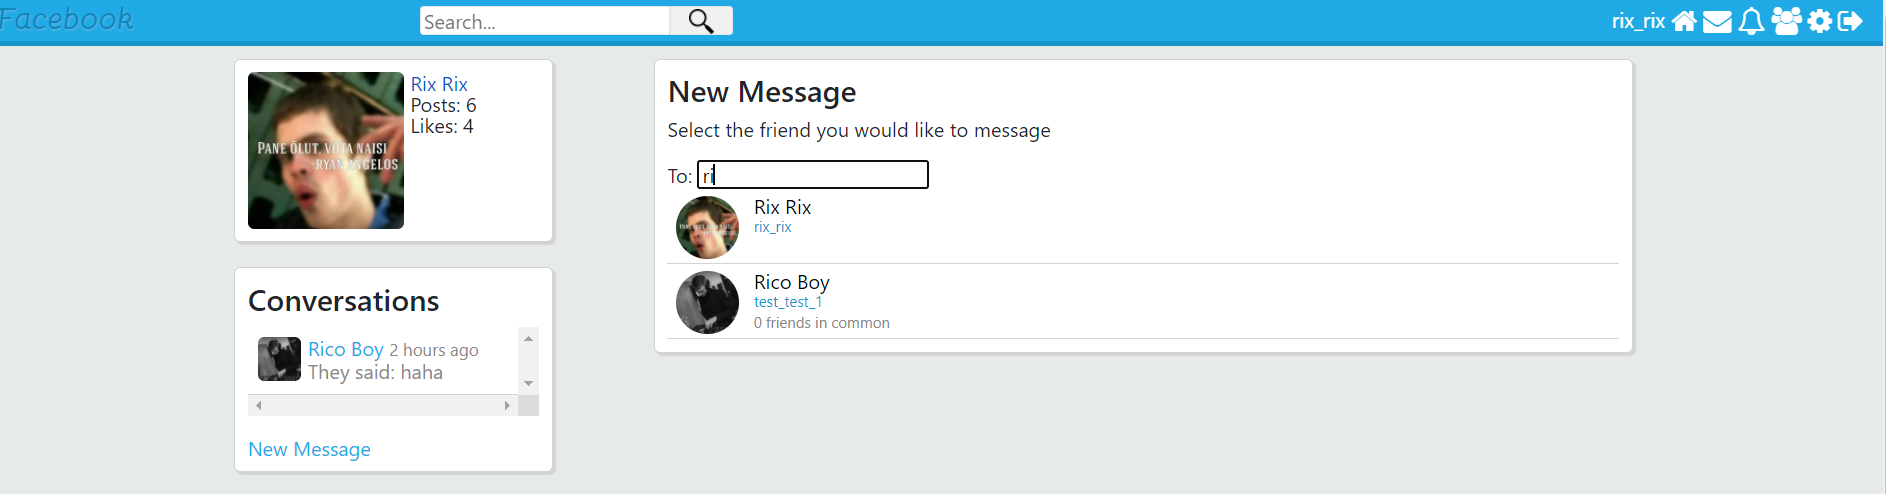 Facebook
Search...
rix_rix
Rix Rix
Posts: 6
Likes: 4
PANE ÕLUT, VÕTA NAISI
-RYAN ANGELOS
Conversations
Rico Boy 2 hours ago
They said: haha
New Message
New Message
Select the friend you would like to message
To: ri
Rix Rix
rix_rix
Rico Boy
test_test_1
0 friends in common